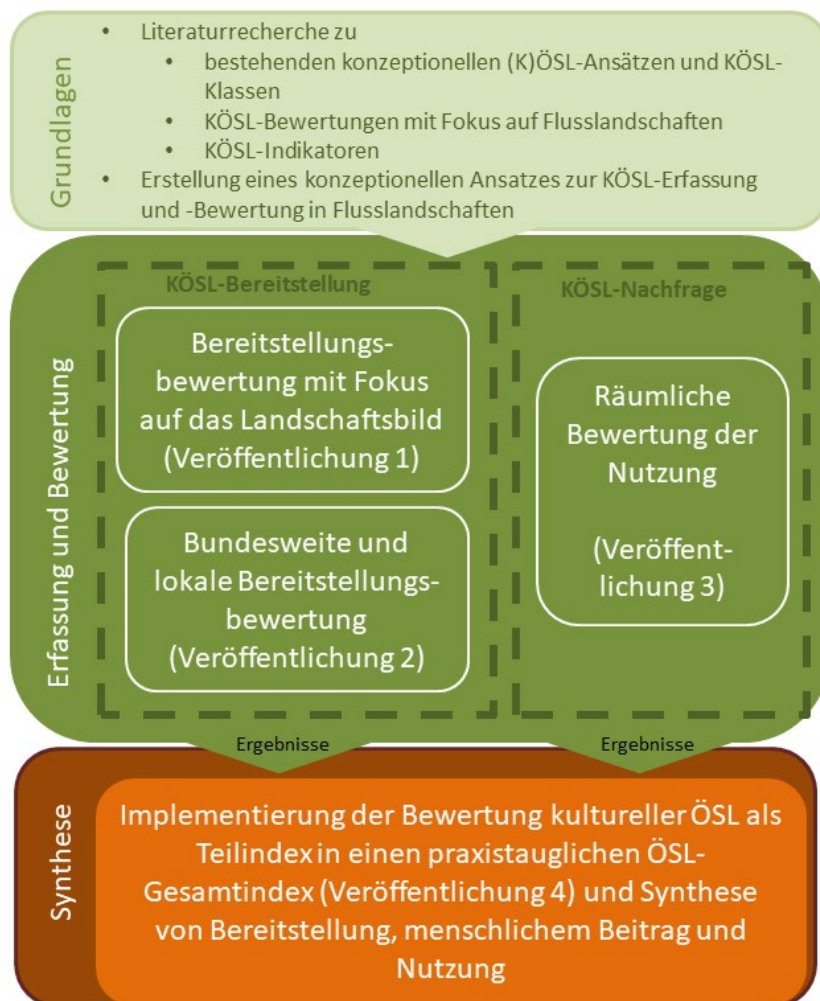 Grundlagen
• Literaturrecherche zu
• bestehenden konzeptionellen (K)ÖSL-Ansätzen und KÖSL-
Klassen
• KÖSL-Bewertungen mit Fokus auf Flusslandschaften
• KÖSL-Indikatoren
• Erstellung eines konzeptionellen Ansatzes zur KÖSL-Erfassung
und -Bewertung in Flusslandschaften
Erfassung und Bewertung
KÖSL-Bereitstellung
Bereitstellungs-
bewertung mit Fokus
auf das Landschaftsbild
(Veröffentlichung 1)
Bundesweite und
lokale Bereitstellungs-
bewertung
(Veröffentlichung 2)
KÖSL-Nachfrage
Räumliche
Bewertung der
Nutzung
(Veröffent-
lichung 3)
Ergebnisse
Ergebnisse
Synthese
Implementierung der Bewertung kultureller ÖSL als
Teilindex in einen praxistauglichen ÖSL-
Gesamtindex (Veröffentlichung 4) und Synthese
von Bereitstellung, menschlichem Beitrag und
Nutzung